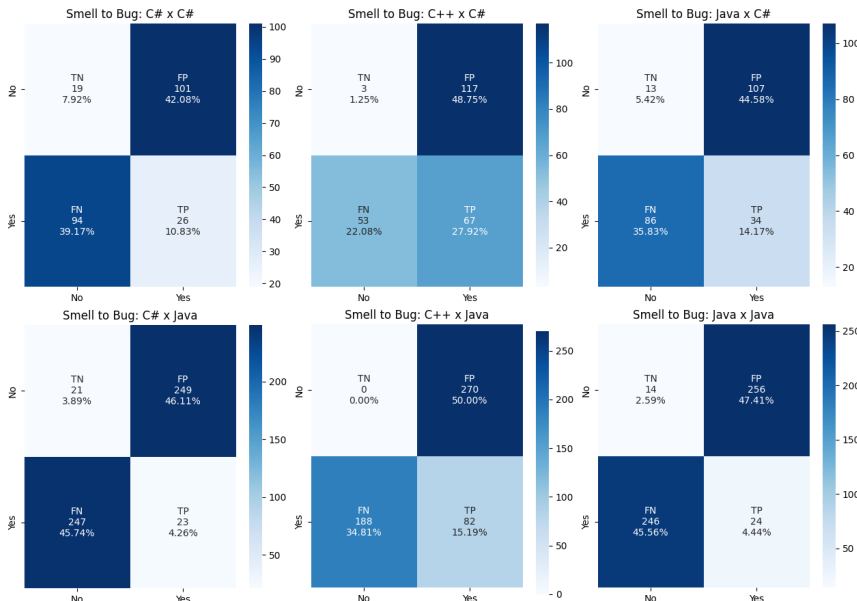 Smell to Bug: C# x C#
TN
19
7.92%
FP
101
42.08%
FN
94
39.17%
TP
26
10.83%
No
Yes
No
Yes
100
90
80
70
60
50
40
30
20
Smell to Bug: C++ x C#
TN
3
1.25%
FP
117
48.75%
FN
53
22.08%
TP
67
27.92%
No
Yes
No
Yes
100
80
60
40
20
Smell to Bug: Java x C#
TN
13
5.42%
FP
107
44.58%
FN
86
35.83%
TP
34
14.17%
No
Yes
No
Yes
100
80
60
40
20
Smell to Bug: C# x Java
TN
21
3.89%
FP
249
46.11%
FN
247
45.74%
TP
23
4.26%
No
Yes
No
Yes
200
150
100
50
Smell to Bug: C++ x Java
TN
0
0.00%
FP
270
50.00%
FN
188
34.81%
TP
82
15.19%
No
Yes
No
Yes
250
200
150
100
50
0
Smell to Bug: Java x Java
TN
14
2.59%
FP
256
47.41%
FN
246
45.56%
TP
24
4.44%
No
Yes
No
Yes
250
200
150
100
50